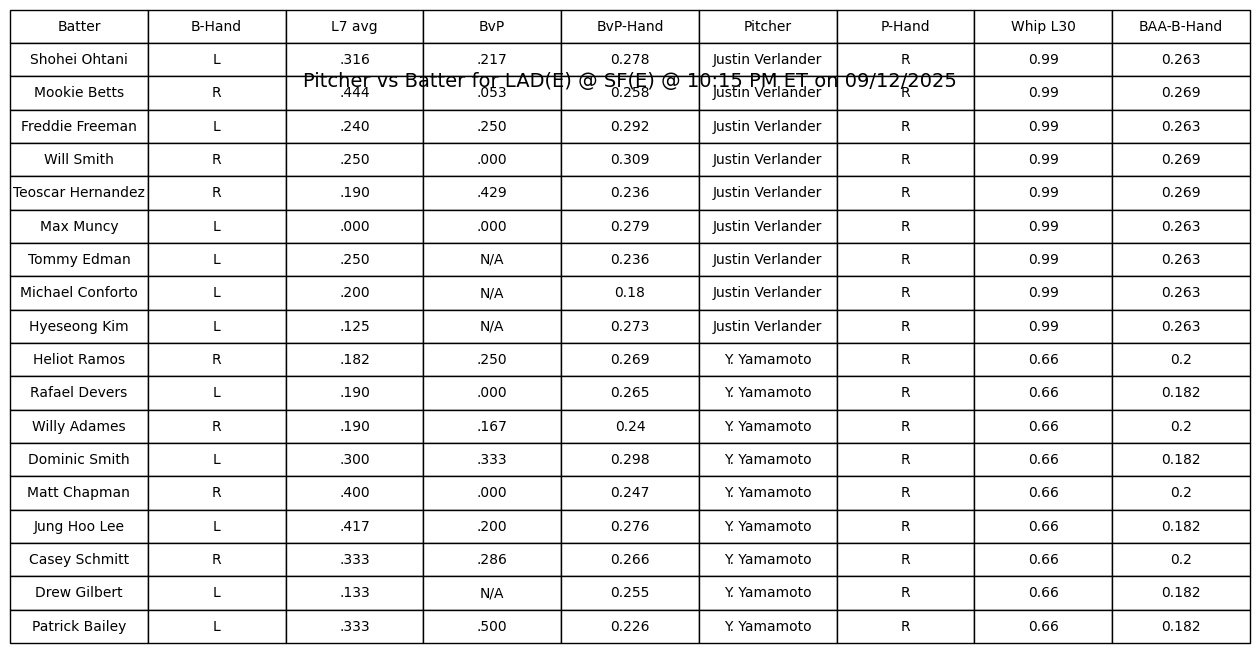 Batter B-Hand L7 avg BvP BvP-Hand Pitcher P-Hand Whip L30 BAA-B-Hand
Shohei Ohtani L .316 .217 0.278 Justin Verlander R 0.99 0.263
Pitcher vs Batter for LAD(E) @ SF(E) @ 10:15 PM ET on 09/12/2025
Mookie Betts R .444 .053 0.258 Justin Verlander R 0.99 0.269
Freddie Freeman L .240 .250 0.292 Justin Verlander R 0.99 0.263
Will Smith R .250 .000 0.309 Justin Verlander R 0.99 0.269
Teoscar Hernandez R .190 .429 0.236 Justin Verlander R 0.99 0.269
Max Muncy L .000 .000 0.279 Justin Verlander R 0.99 0.263
Tommy Edman L .250 N/A 0.236 Justin Verlander R 0.99 0.263
Michael Conforto L .200 N/A 0.18 Justin Verlander R 0.99 0.263
Hyeseong Kim L .125 N/A 0.273 Justin Verlander R 0.99 0.263
Heliot Ramos R .182 .250 0.269 Y. Yamamoto R 0.66 0.2
Rafael Devers L .190 .000 0.265 Y. Yamamoto R 0.66 0.182
Willy Adames R .190 .167 0.24 Y. Yamamoto R 0.66 0.2
Dominic Smith L .300 .333 0.298 Y. Yamamoto R 0.66 0.182
Matt Chapman R .400 .000 0.247 Y. Yamamoto R 0.66 0.2
Jung Hoo Lee L .417 .200 0.276 Y. Yamamoto R 0.66 0.182
Casey Schmitt R .333 .286 0.266 Y. Yamamoto R 0.66 0.2
Drew Gilbert L .133 N/A 0.255 Y. Yamamoto R 0.66 0.182
Patrick Bailey L .333 .500 0.226 Y. Yamamoto R 0.66 0.182